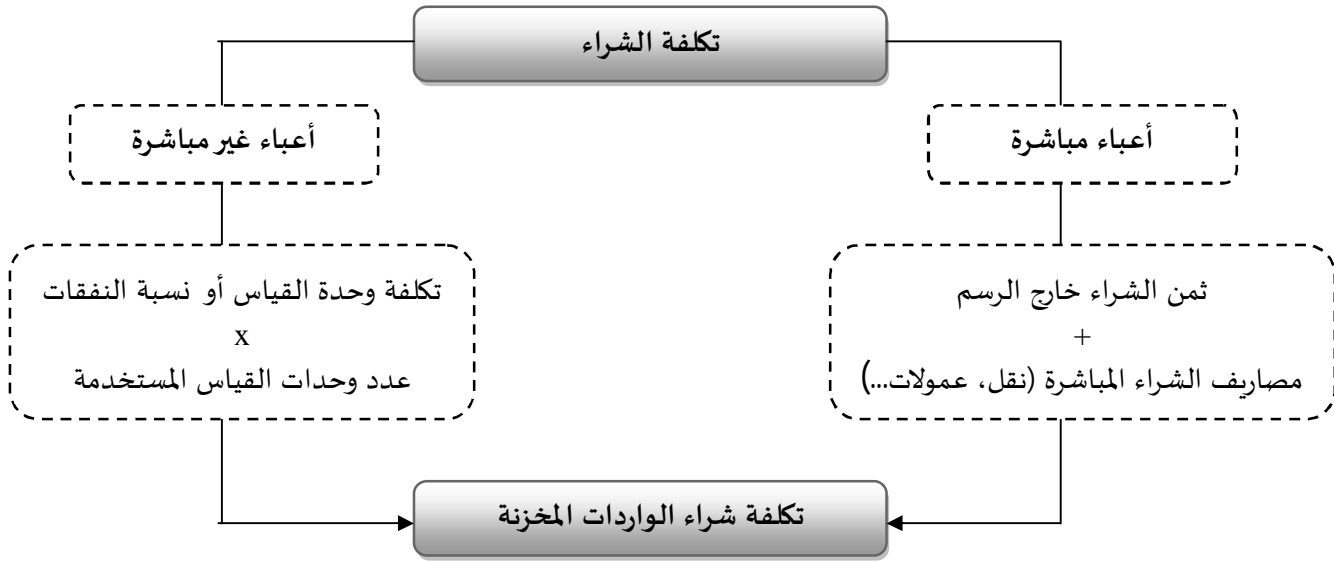 تكلفة الشراء
أعباء مباشرة
أعباء غير مباشرة
ثمن الشراء خارج الرسم
+
مصاريف الشراء المباشرة (نقل، عمولات...)
تكلفة وحدة القياس أو نسبة النفقات
x
عدد وحدات القياس المستخدمة
تكلفة شراء الواردات المخزنة